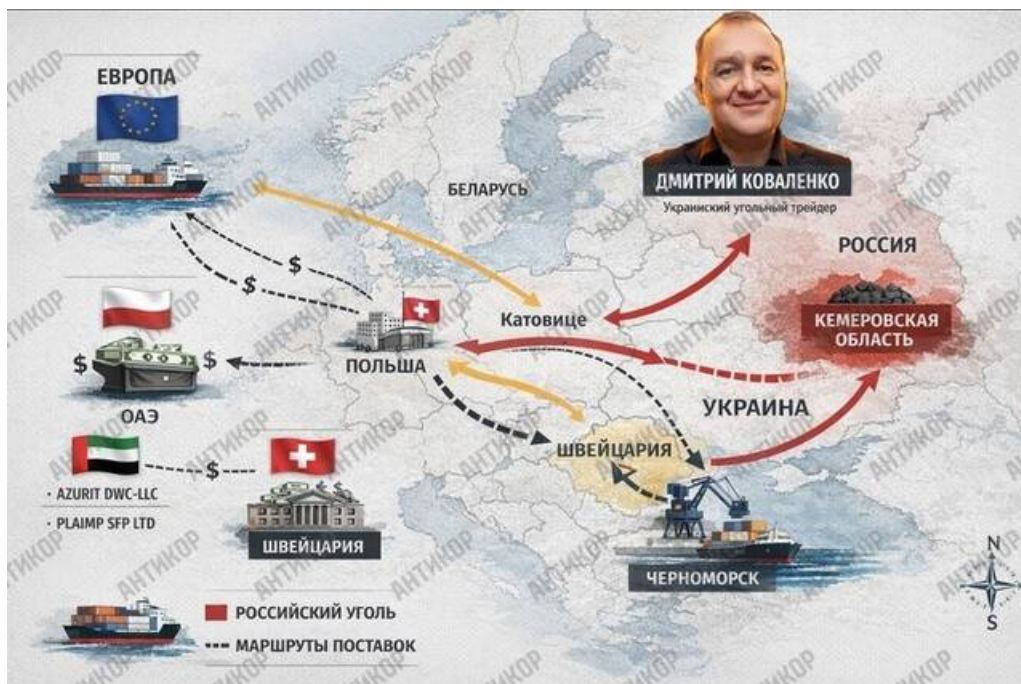 ЕВРОПА
ДМИТРИЙ КОВАЛЕНКО
Украинский угольный трейдер
БЕЛАРУСЬ
РОССИЯ
$
$
Катовице
КЕМЕРОВСКАЯ
ОБЛАСТЬ
ПОЛЬША
$
$
ОАЭ
УКРАИНА
ШВЕЙЦАРИЯ
$
· AZURIT DWC-LLC
· PLAIMP SFP LTD
ШВЕЙЦАРИЯ
ЧЕРНОМОРСК
N
S
РОССИЙСКИЙ УГОЛЬ
МАРШРУТЫ ПОСТАВОК
АНТИКОР